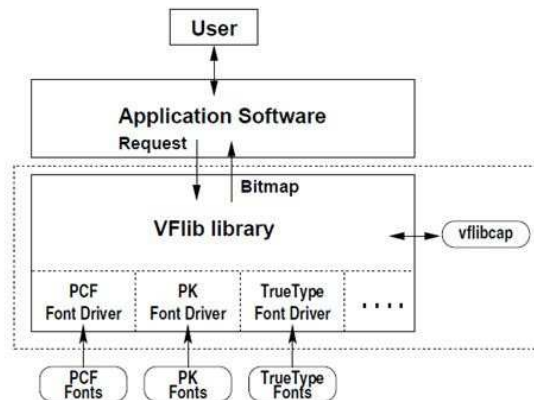 User
Application Software
Request
Bitmap
VFlib library
vflibcap
PCF
Font Driver
PK
Font Driver
TrueType
Font Driver
....
PCF
Fonts
PK
Fonts
TrueType
Fonts